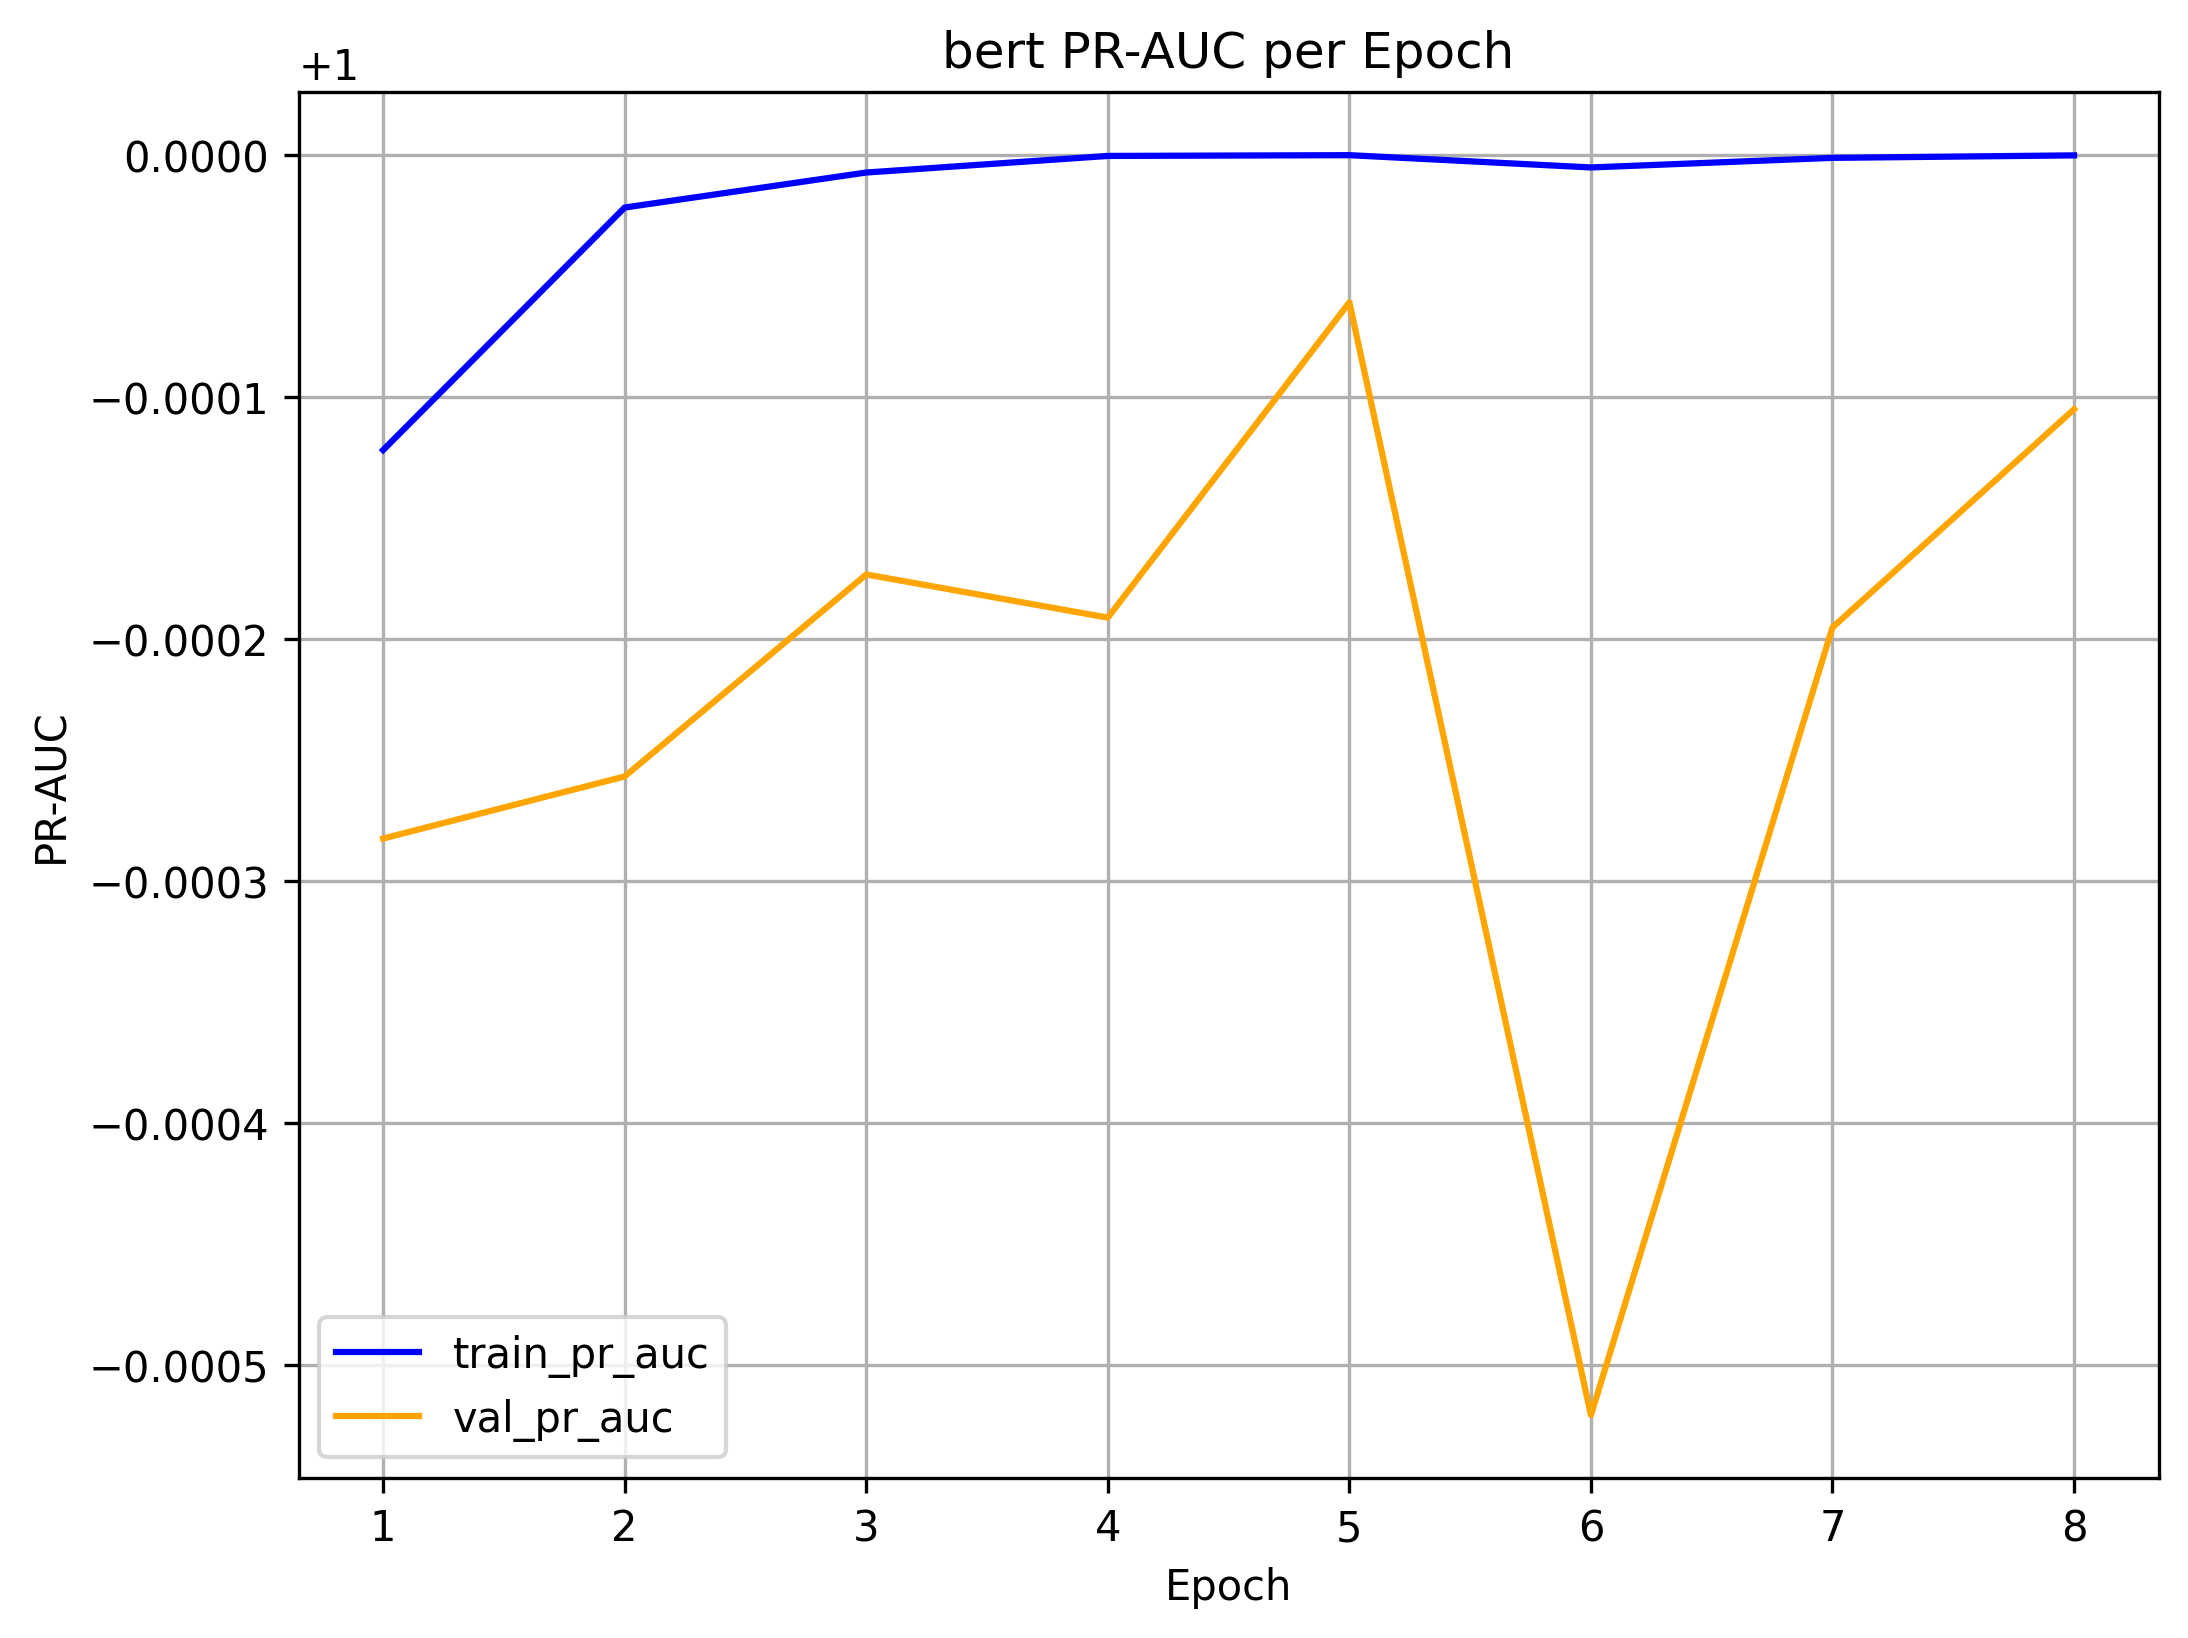 bert PR-AUC per Epoch
+1
0.0000
−0.0001
−0.0002
−0.0003
−0.0004
−0.0005
PR-AUC
train_pr_auc
val_pr_auc
1 2 3 4 5 6 7 8
Epoch